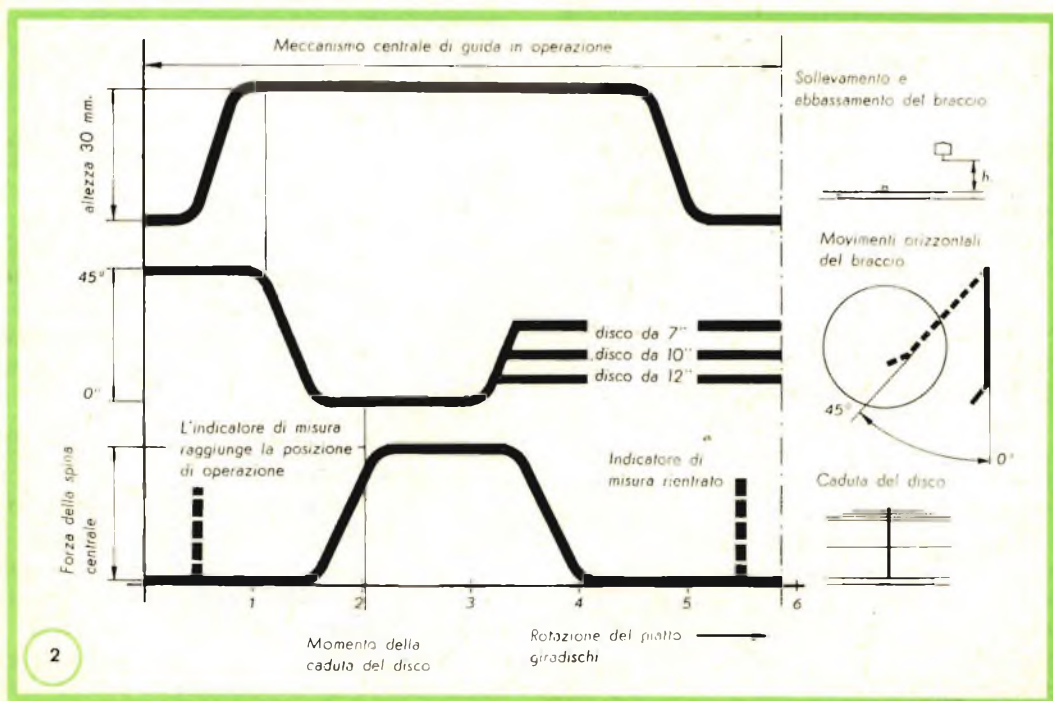 Meccanismo centrale di guida in operazione
altezza 30 mm.
45°
0°
disco da 7"
disco da 10"
disco da 12"
L'indicatore di misura
raggiunge la posizione
di operazione
Indicatore di
misura rientrato
Forza della spina
centrale
1
2
3
4
5
6
Momento della
caduta del disco
Rotazione del piatto
giradischi
Sollevamento e
abbassamento del braccio
h.
Movimenti orizzontali
del braccio
45°
0°
Caduta del disco
2